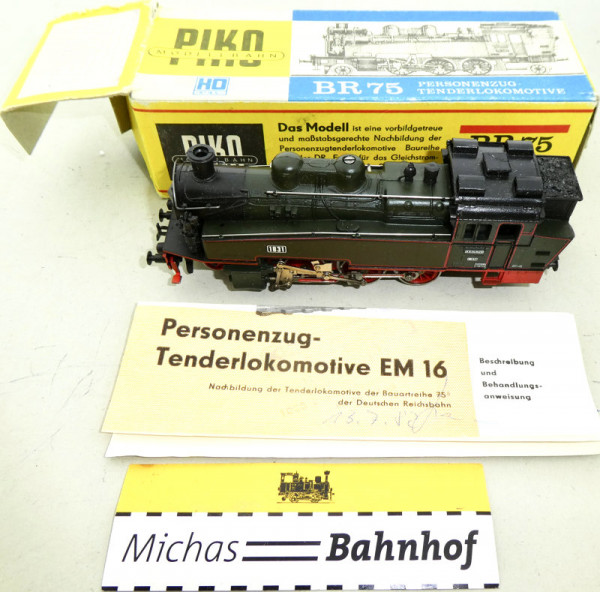 PIKO
MODELLBAHN
HO
BR 75 PERSONENZUG-
TENDERLOKOMOTIVE
PIKO
MODELLBAHN
Das Modell ist eine vorbildgetreue
und maßstabsgerechte Nachbildung der
Personenzugtenderlokomotive Baureihe
für das Gleichstrom-
BR 75
Personenzug-
Tenderlokomotive EM 16
Nachbildung der Tenderlokomotive der Bauartreihe 75⁵
der Deutschen Reichsbahn
Beschreibung
und
Behandlungs-
anweisung
Michas Bahnhof